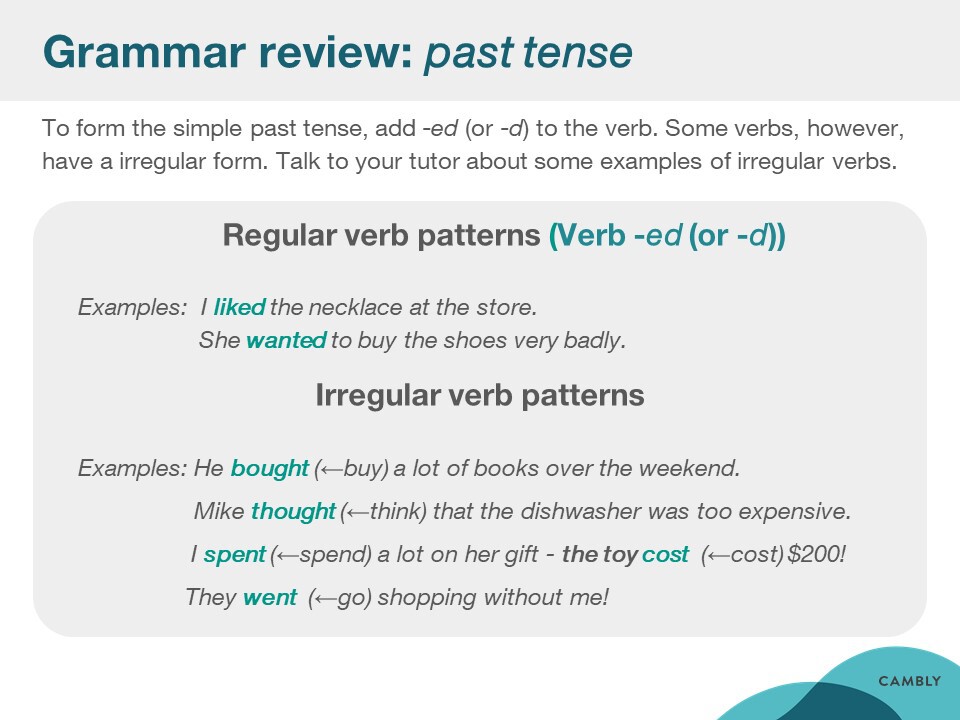 Grammar review: past tense
To form the simple past tense, add -ed (or -d) to the verb. Some verbs, however,
have a irregular form. Talk to your tutor about some examples of irregular verbs.
Regular verb patterns (Verb -ed (or -d))
Examples: I liked the necklace at the store.
She wanted to buy the shoes very badly.
Irregular verb patterns
Examples: He bought (←buy) a lot of books over the weekend.
Mike thought (←think) that the dishwasher was too expensive.
I spent (←spend) a lot on her gift - the toy cost (←cost) $200!
They went (←go) shopping without me!
CAMBLY